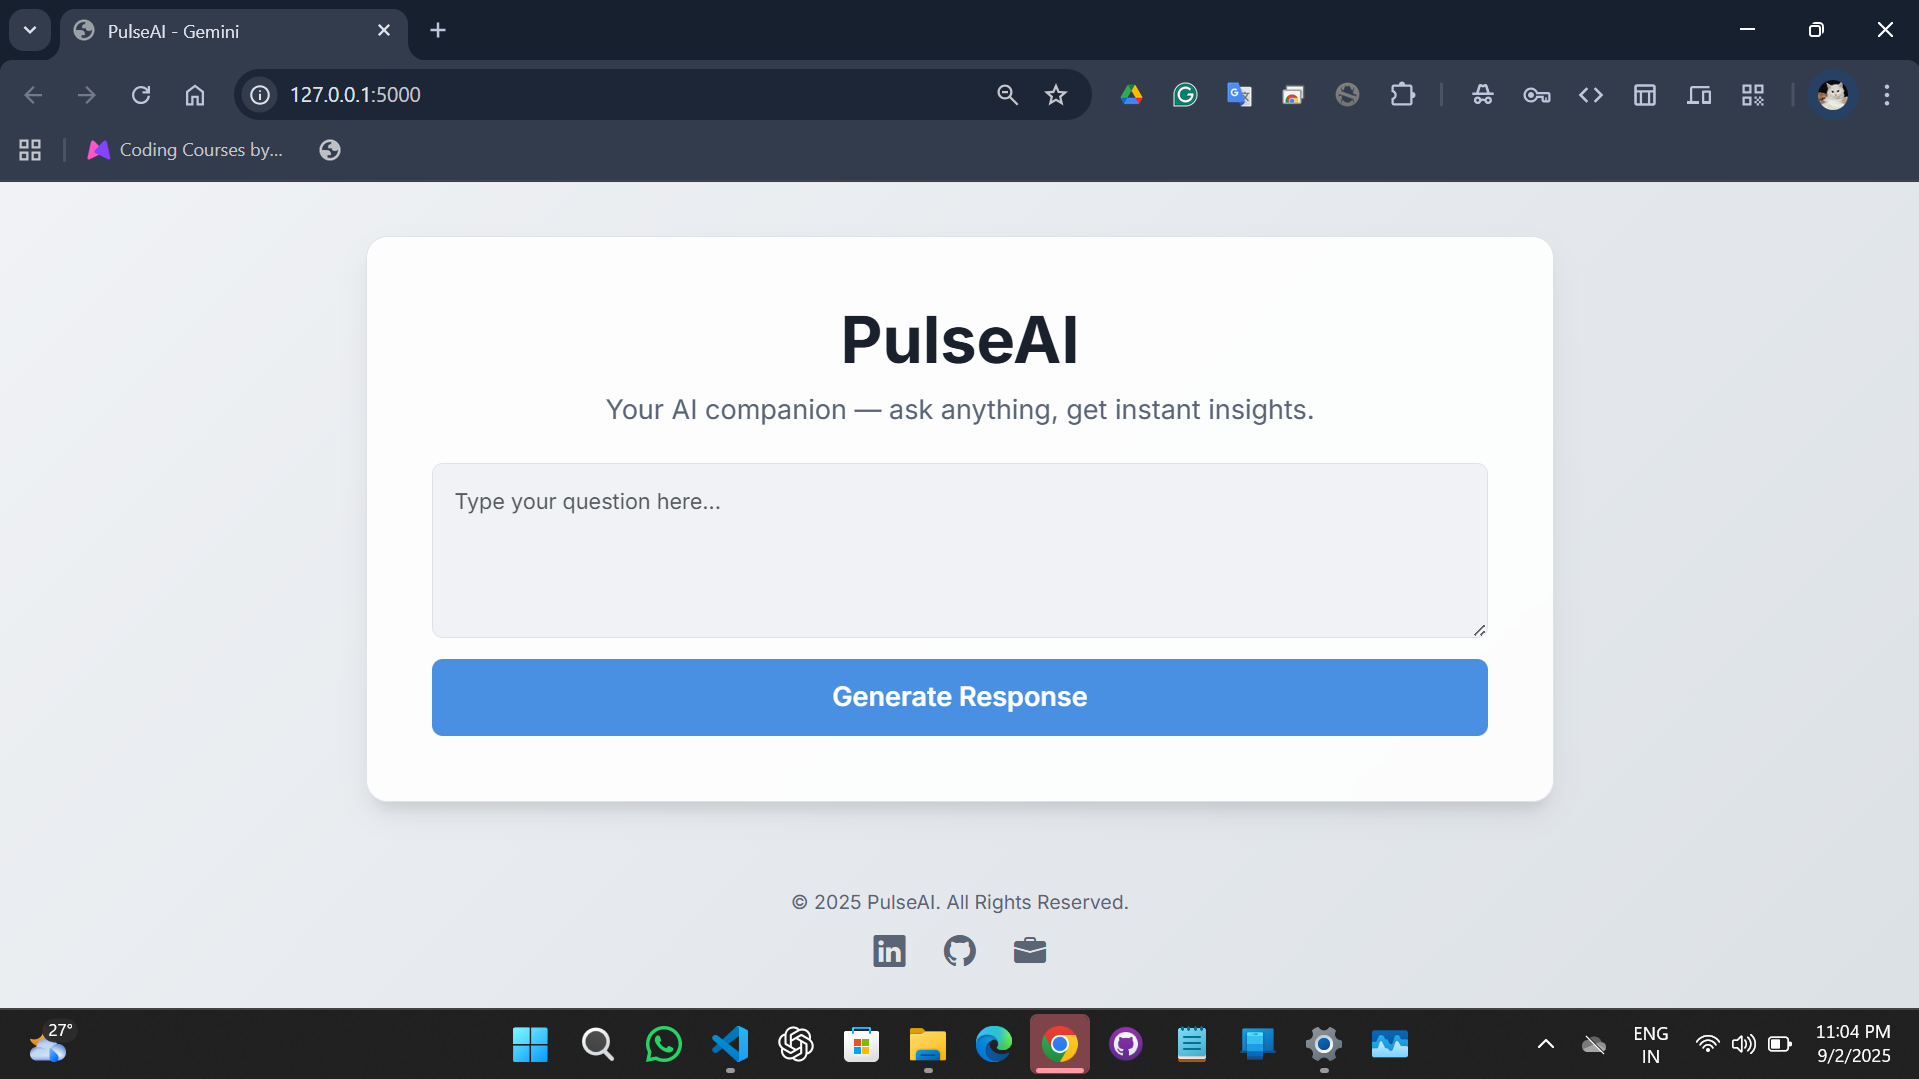 PulseAI - Gemini
127.0.0.1:5000
Coding Courses by...
PulseAI
Your AI companion — ask anything, get instant insights.
Type your question here...
Generate Response
© 2025 PulseAI. All Rights Reserved.
27°
ENG
IN
11:04 PM
9/2/2025